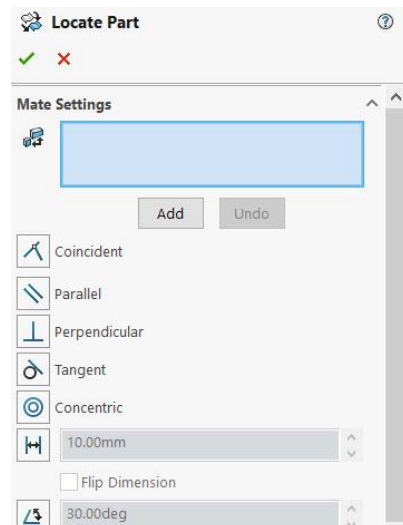 Locate Part
Mate Settings
Add Undo
Coincident
Parallel
Perpendicular
Tangent
Concentric
10.00mm
Flip Dimension
30.00deg